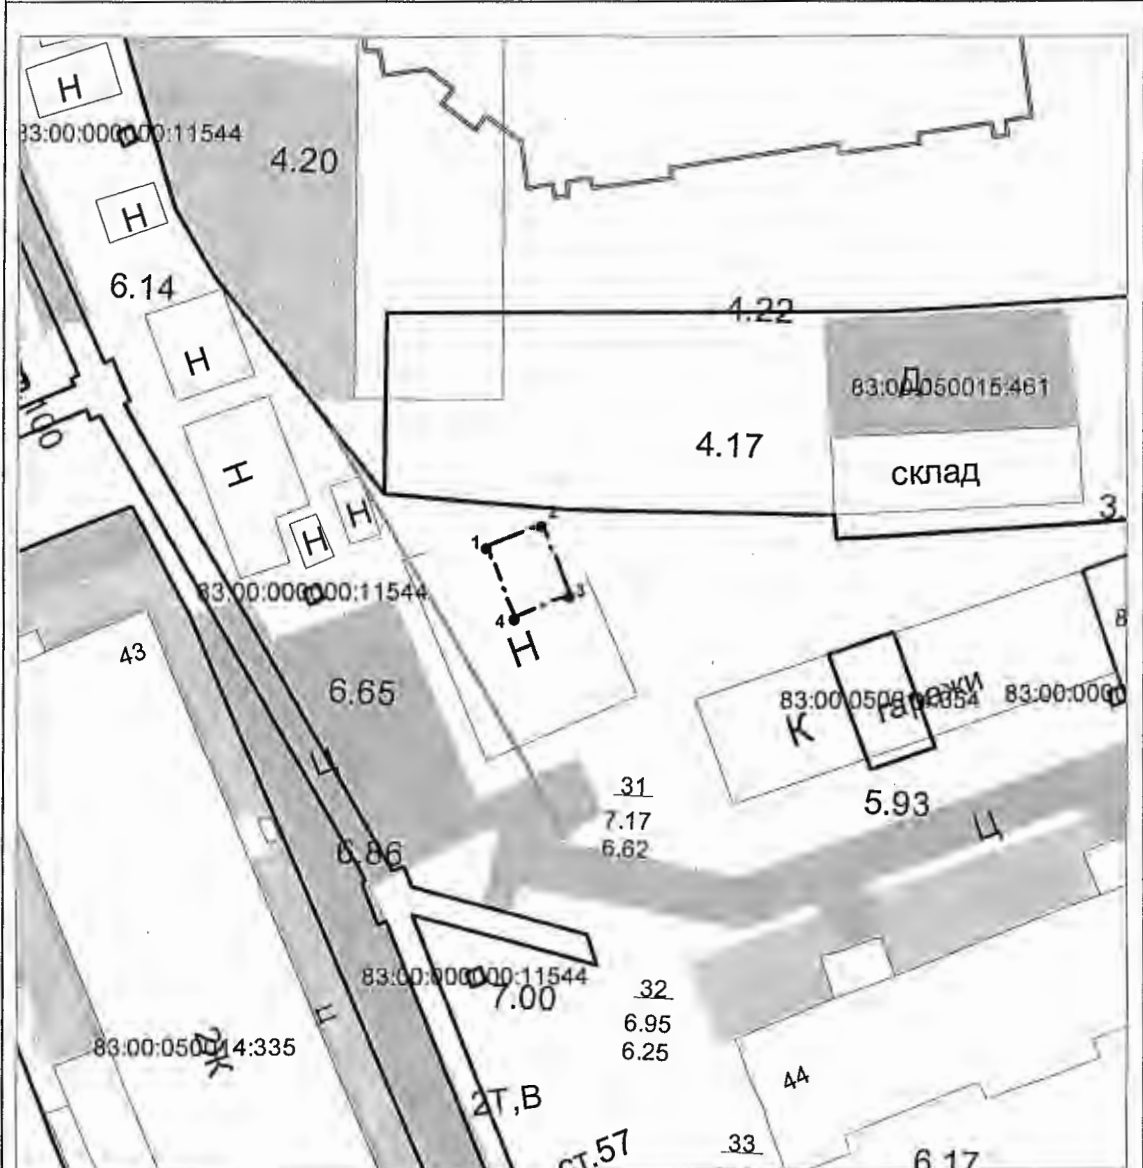 Н
83:00:000000:11544
4.20
Н
6.14
4.22
Н
Д
83:00:050015:461
4.17
склад
Н
Н
Н
3
1
2
3
4
83:00:000000:11544
Н
43
6.65
гаражи
83:00:000
К
31
7.17
6.62
5.93
Ц
Ц
6.86
83:00:000000:11544
7.00
32
6.95
6.25
Ц
83:00:050014:335
2Т,В
44
ст.57
33
6.17